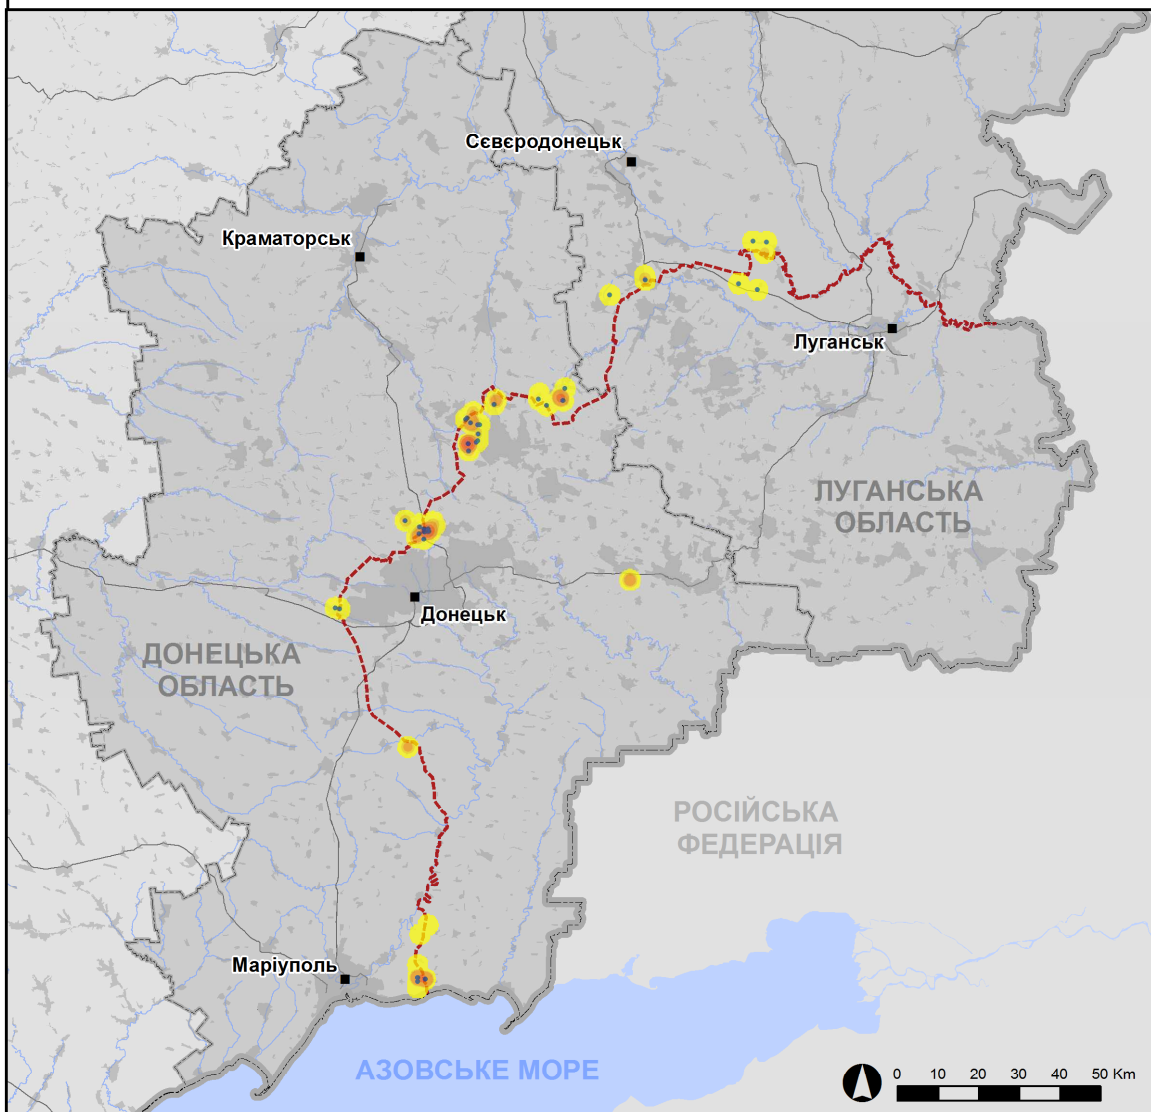 Сєвєродонецьк
Краматорськ
Луганськ
ЛУГАНСЬКА
ОБЛАСТЬ
Донецьк
ДОНЕЦЬКА
ОБЛАСТЬ
РОСІЙСЬКА
ФЕДЕРАЦІЯ
Маріуполь
АЗОВСЬКЕ МОРЕ
0 10 20 30 40 50 Km